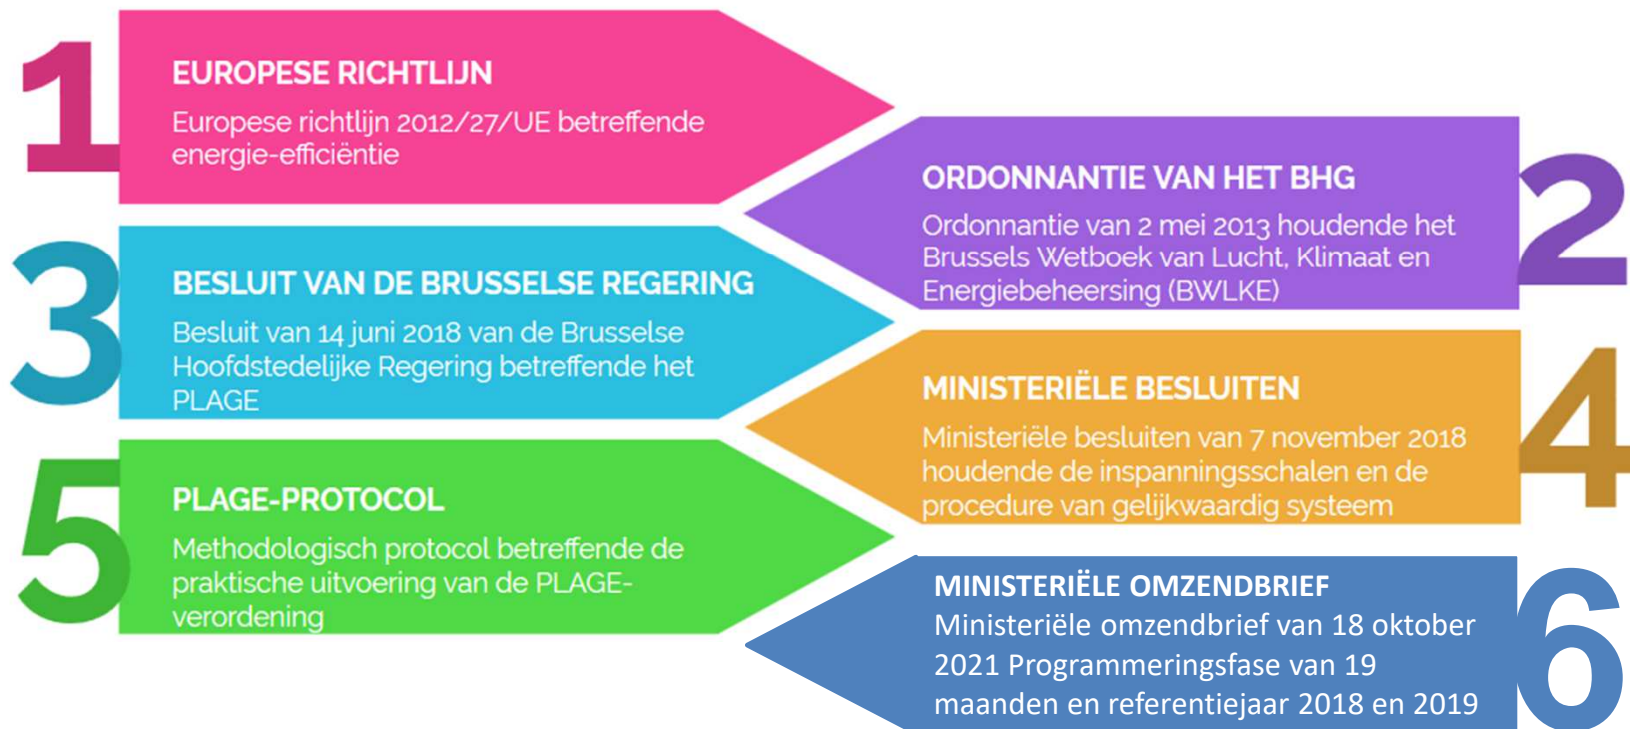 1
EUROPESE RICHTLIJN
Europese richtlijn 2012/27/UE betreffende
energie-efficiëntie
2
ORDONNANTIE VAN HET BHG
Ordonnantie van 2 mei 2013 houdende het
Brussels Wetboek van Lucht, Klimaat en
Energiebeheersing (BWLKE)
3
BESLUIT VAN DE BRUSSELSE REGERING
Besluit van 14 juni 2018 van de Brusselse
Hoofdstedelijke Regering betreffende het
PLAGE
4
MINISTERIËLE BESLUITEN
Ministeriële besluiten van 7 november 2018
houdende de inspanningsschalen en de
procedure van gelijkwaardig systeem
5
PLAGE-PROTOCOL
Methodologisch protocol betreffende de
praktische uitvoering van de PLAGE-
verordening
6
MINISTERIËLE OMZENDBRIEF
Ministeriële omzendbrief van 18 oktober
2021 Programmeringsfase van 19
maanden en referentiejaar 2018 en 2019